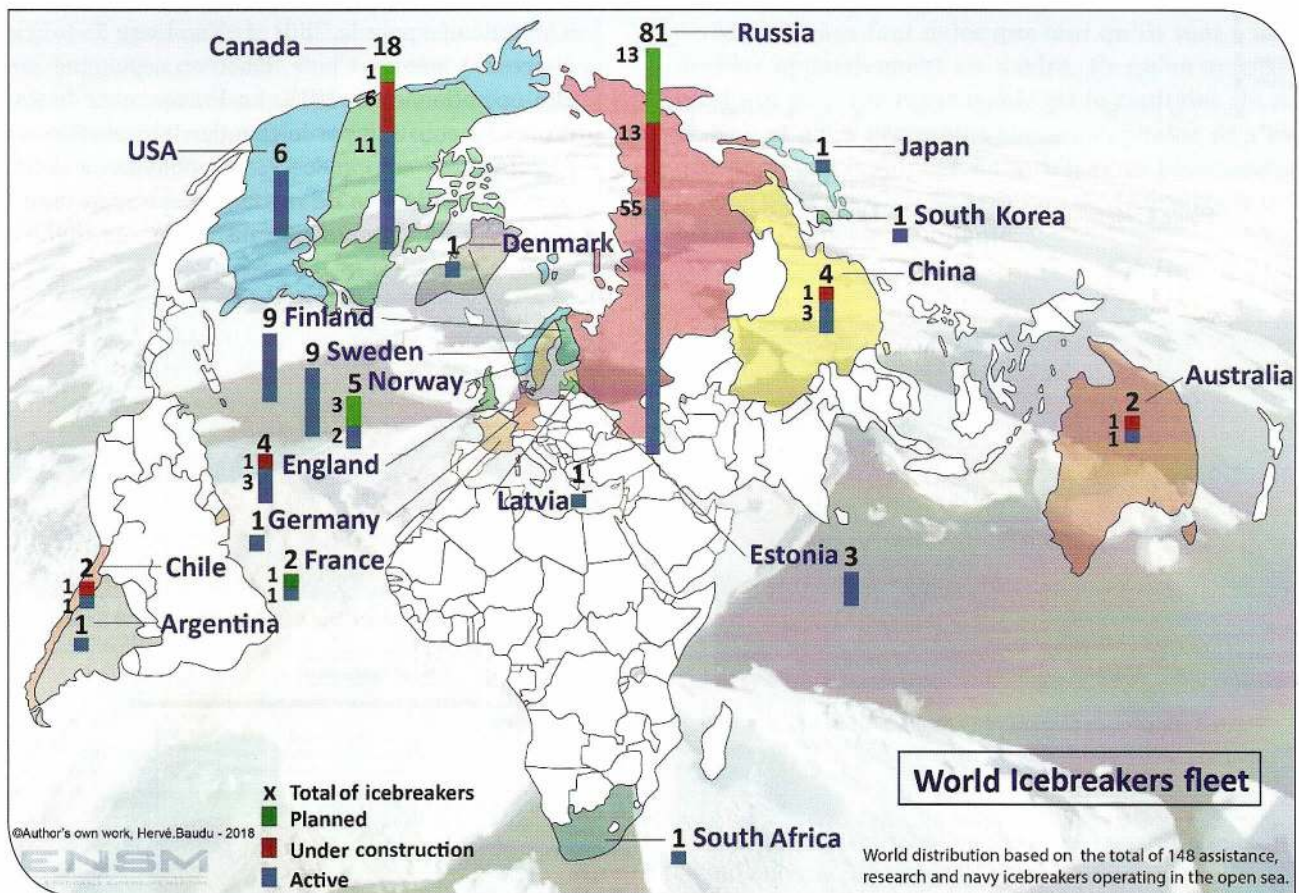 Canada 18
1
6
11
81
Russia
13
13
55
USA
6
1
Japan
1 South Korea
1
Denmark
4
China
1
3
9 Finland
9
Sweden
Norway
5
3
2
2
Australia
1
1
4
1
3
England
1
Latvia
1 Germany
2 France
1
1
Estonia 3
2
Chile
1
1
1
Argentina
World Icebreakers fleet
x Total of icebreakers
Planned
Under construction
Active
©Author's own work, Hervé.Baudu - 2018
ENSM
1 South Africa
World distribution based on the total of 148 assistance,
research and navy icebreakers operating in the open sea.